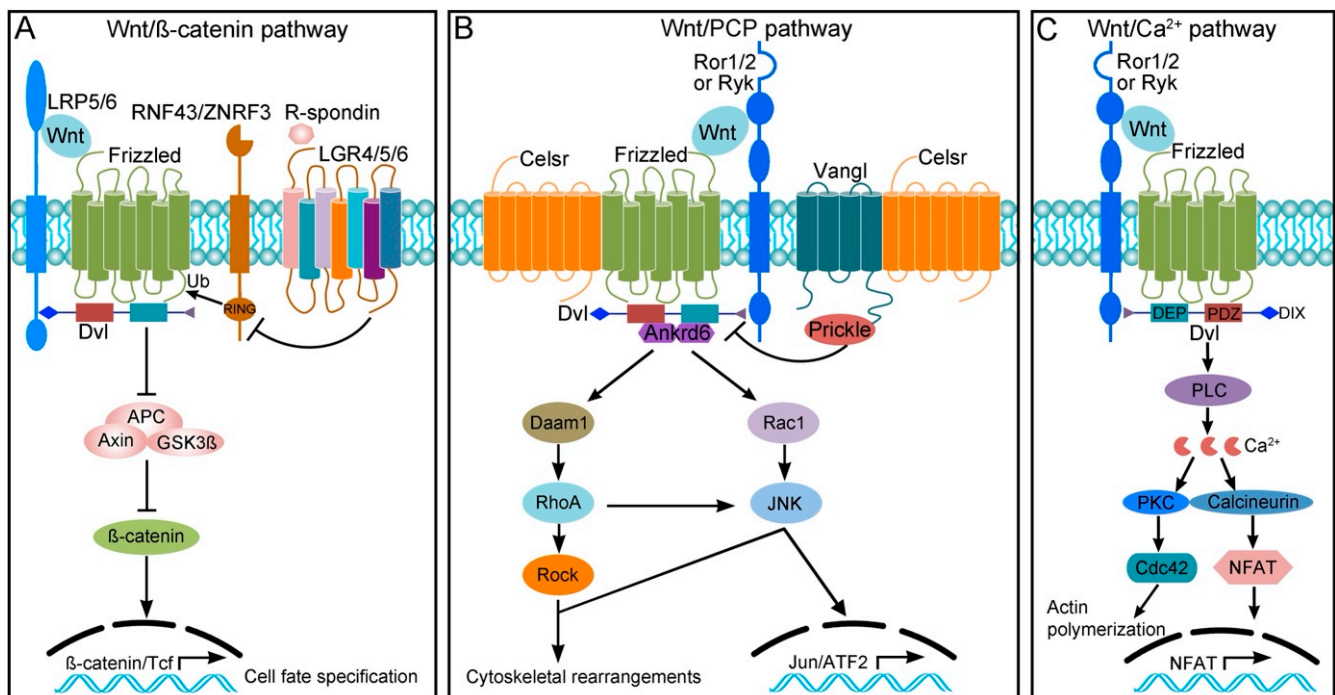 A
Wnt/ß-catenin pathway
LRP5/6
Wnt
Frizzled
RNF43/ZNRF3
R-spondin
LGR4/5/6
Ub
RING
Dvl
APC
Axin
GSK3ß
ß-catenin
ß-catenin/Tcf
Cell fate specification
B
Wnt/PCP pathway
Ror1/2
or Ryk
Wnt
Celsr
Frizzled
Vangl
Celsr
Dvl
Ankrd6
Prickle
Daam1
Rac1
RhoA
JNK
Rock
Cytoskeletal rearrangements
Jun/ATF2
C
Wnt/Ca²⁺ pathway
Ror1/2
or Ryk
Wnt
Frizzled
DEP
PDZ
DIX
Dvl
PLC
Ca²⁺
PKC
Calcineurin
Cdc42
NFAT
Actin
polymerization
NFAT